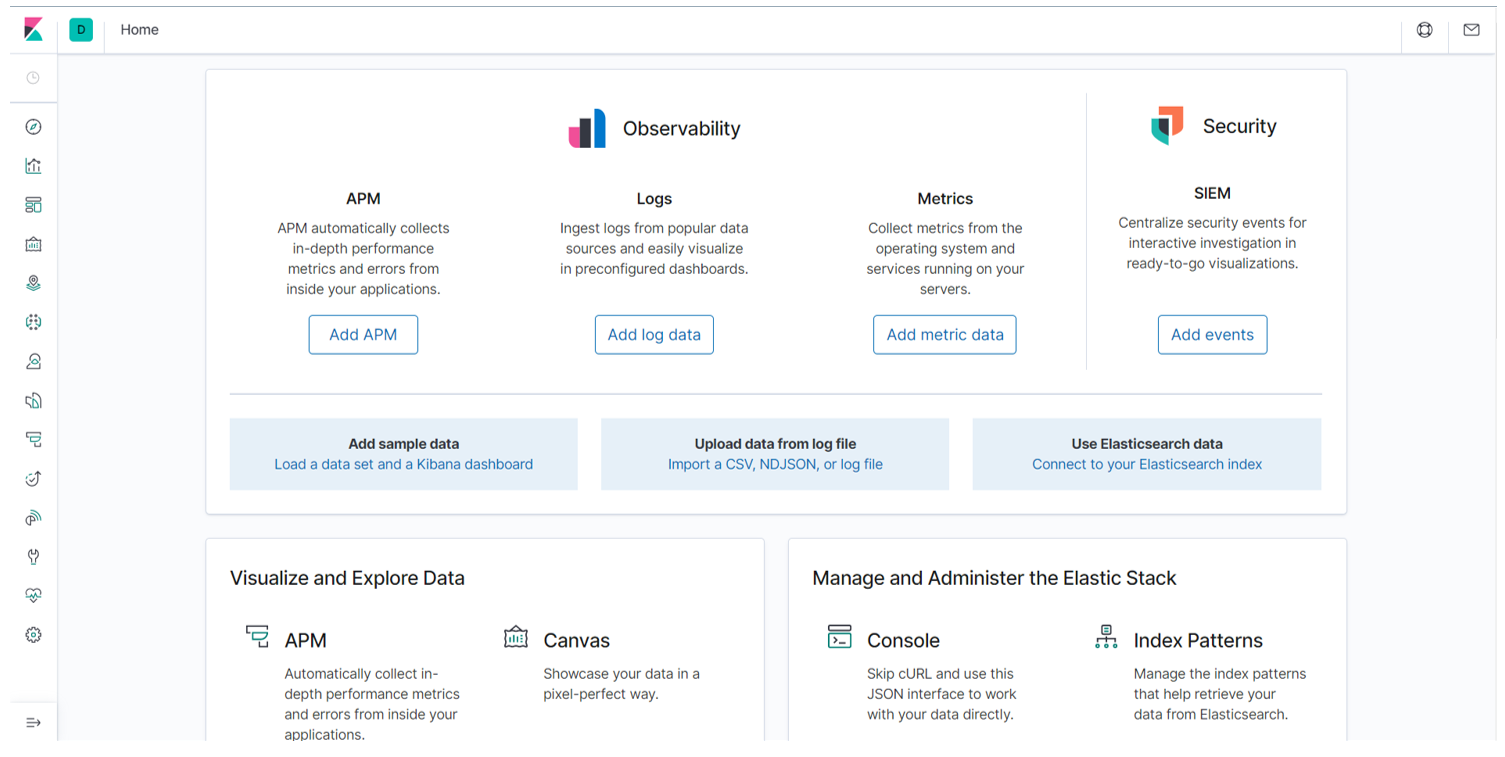 D
Home
Observability
Security
APM
APM automatically collects
in-depth performance
metrics and errors from
inside your applications.
Add APM
Logs
Ingest logs from popular data
sources and easily visualize
in preconfigured dashboards.
Add log data
Metrics
Collect metrics from the
operating system and
services running on your
servers.
Add metric data
SIEM
Centralize security events for
interactive investigation in
ready-to-go visualizations.
Add events
Add sample data
Load a data set and a Kibana dashboard
Upload data from log file
Import a CSV, NDJSON, or log file
Use Elasticsearch data
Connect to your Elasticsearch index
Visualize and Explore Data
APM
Automatically collect in-
depth performance metrics
and errors from inside your
applications.
Canvas
Showcase your data in a
pixel-perfect way.
Manage and Administer the Elastic Stack
Console
Skip cURL and use this
JSON interface to work
with your data directly.
Index Patterns
Manage the index patterns
that help retrieve your
data from Elasticsearch.